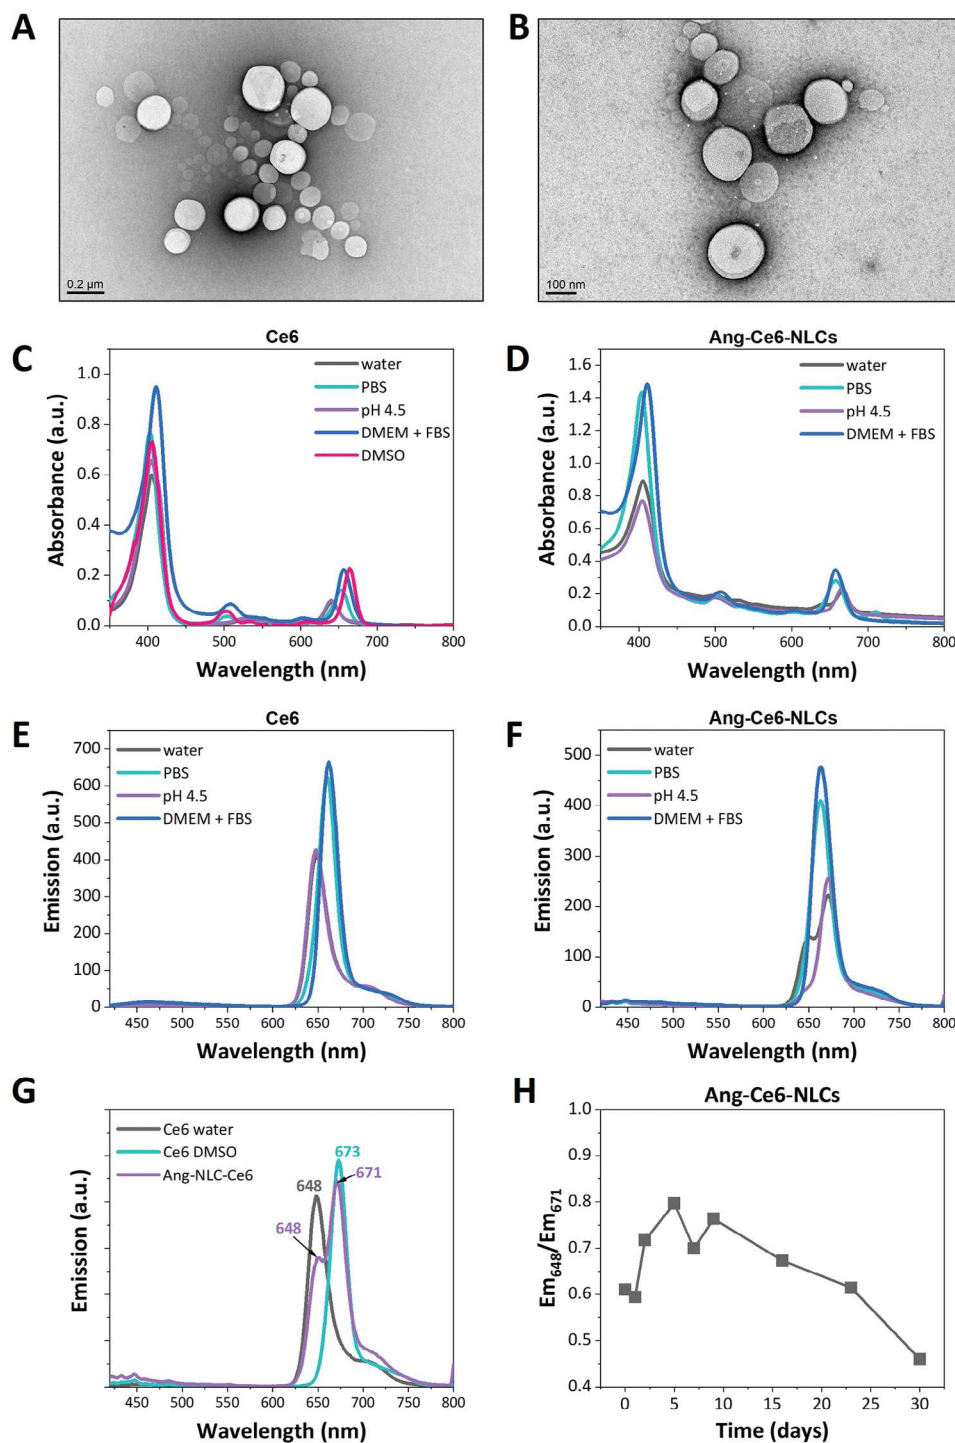 A
B
0.2 µm
100 nm
C
Ce6
1.0
0.8
0.6
0.4
0.2
0.0
Absorbance (a.u.)
water
PBS
pH 4.5
DMEM + FBS
DMSO
400 500 600 700 800
Wavelength (nm)
D
Ang-Ce6-NLCs
1.6
1.4
1.2
1.0
0.8
0.6
0.4
0.2
0.0
Absorbance (a.u.)
water
PBS
pH 4.5
DMEM + FBS
400 500 600 700 800
Wavelength (nm)
E
Ce6
700
600
500
400
300
200
100
0
Emission (a.u.)
water
PBS
pH 4.5
DMEM + FBS
450 500 550 600 650 700 750 800
Wavelength (nm)
F
Ang-Ce6-NLCs
500
400
300
200
100
0
Emission (a.u.)
water
PBS
pH 4.5
DMEM + FBS
450 500 550 600 650 700 750 800
Wavelength (nm)
G
Emission (a.u.)
Ce6 water
Ce6 DMSO
Ang-NLC-Ce6
673
671
648
648
450 500 550 600 650 700 750 800
Wavelength (nm)
H
Ang-Ce6-NLCs
1.0
0.9
0.8
0.7
0.6
0.5
0.4
Em648/Em671
0 5 10 15 20 25 30
Time (days)